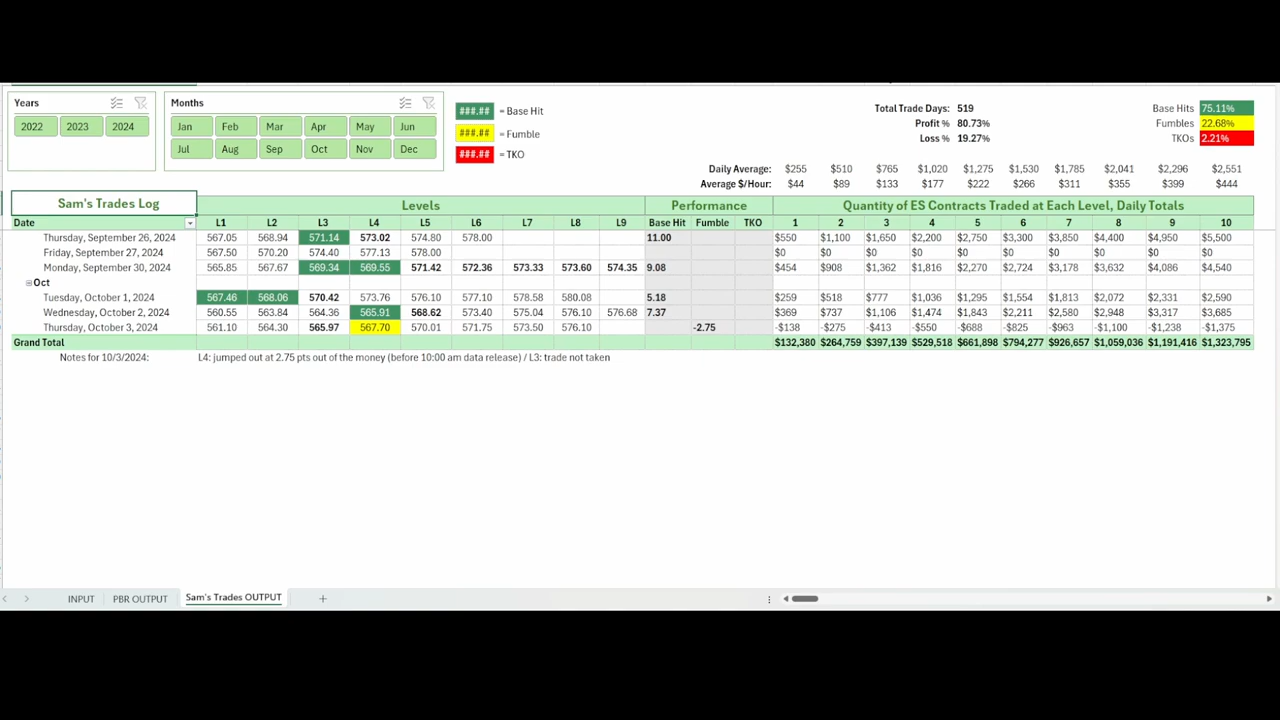 Years Months ###.## = Base Hit Total Trade Days: 519 Base Hits 75.11%
2022 2023 2024 Jan Feb Mar Apr May Jun ###.## = Fumble Profit % 80.73% Fumbles 22.68%
Jul Aug Sep Oct Nov Dec ###.## = TKO Loss % 19.27% TKOs 2.21%
Daily Average: $255 $510 $765 $1,020 $1,275 $1,530 $1,785 $2,041 $2,296 $2,551
Average $/Hour: $44 $89 $133 $177 $222 $266 $311 $355 $399 $444
Sam's Trades Log Levels Performance Quantity of ES Contracts Traded at Each Level, Daily Totals
Date L1 L2 L3 L4 L5 L6 L7 L8 L9 Base Hit Fumble TKO 1 2 3 4 5 6 7 8 9 10
Thursday, September 26, 2024 567.05 568.94 571.14 573.02 574.80 578.00 11.00 $550 $1,100 $1,650 $2,200 $2,750 $3,300 $3,850 $4,400 $4,950 $5,500
Friday, September 27, 2024 567.50 570.20 574.40 577.13 578.00 $0 $0 $0 $0 $0 $0 $0 $0 $0 $0
Monday, September 30, 2024 565.85 567.67 569.34 569.55 571.42 572.36 573.33 573.60 574.35 9.08 $454 $908 $1,362 $1,816 $2,270 $2,724 $3,178 $3,632 $4,086 $4,540
Oct
Tuesday, October 1, 2024 567.46 568.06 570.42 573.76 576.10 577.10 578.58 580.08 5.18 $259 $518 $777 $1,036 $1,295 $1,554 $1,813 $2,072 $2,331 $2,590
Wednesday, October 2, 2024 560.55 563.84 564.36 565.91 568.62 573.40 575.04 576.10 576.68 7.37 $369 $737 $1,106 $1,474 $1,843 $2,211 $2,580 $2,948 $3,317 $3,685
Thursday, October 3, 2024 561.10 564.30 565.97 567.70 570.01 571.75 573.50 576.10 -2.75 -$138 -$275 -$413 -$550 -$688 -$825 -$963 -$1,100 -$1,238 -$1,375
Grand Total $132,380 $264,759 $397,139 $529,518 $661,898 $794,277 $926,657 $1,059,036 $1,191,416 $1,323,795
Notes for 10/3/2024: L4: jumped out at 2.75 pts out of the money (before 10:00 am data release) / L3: trade not taken
INPUT PBR OUTPUT Sam's Trades OUTPUT